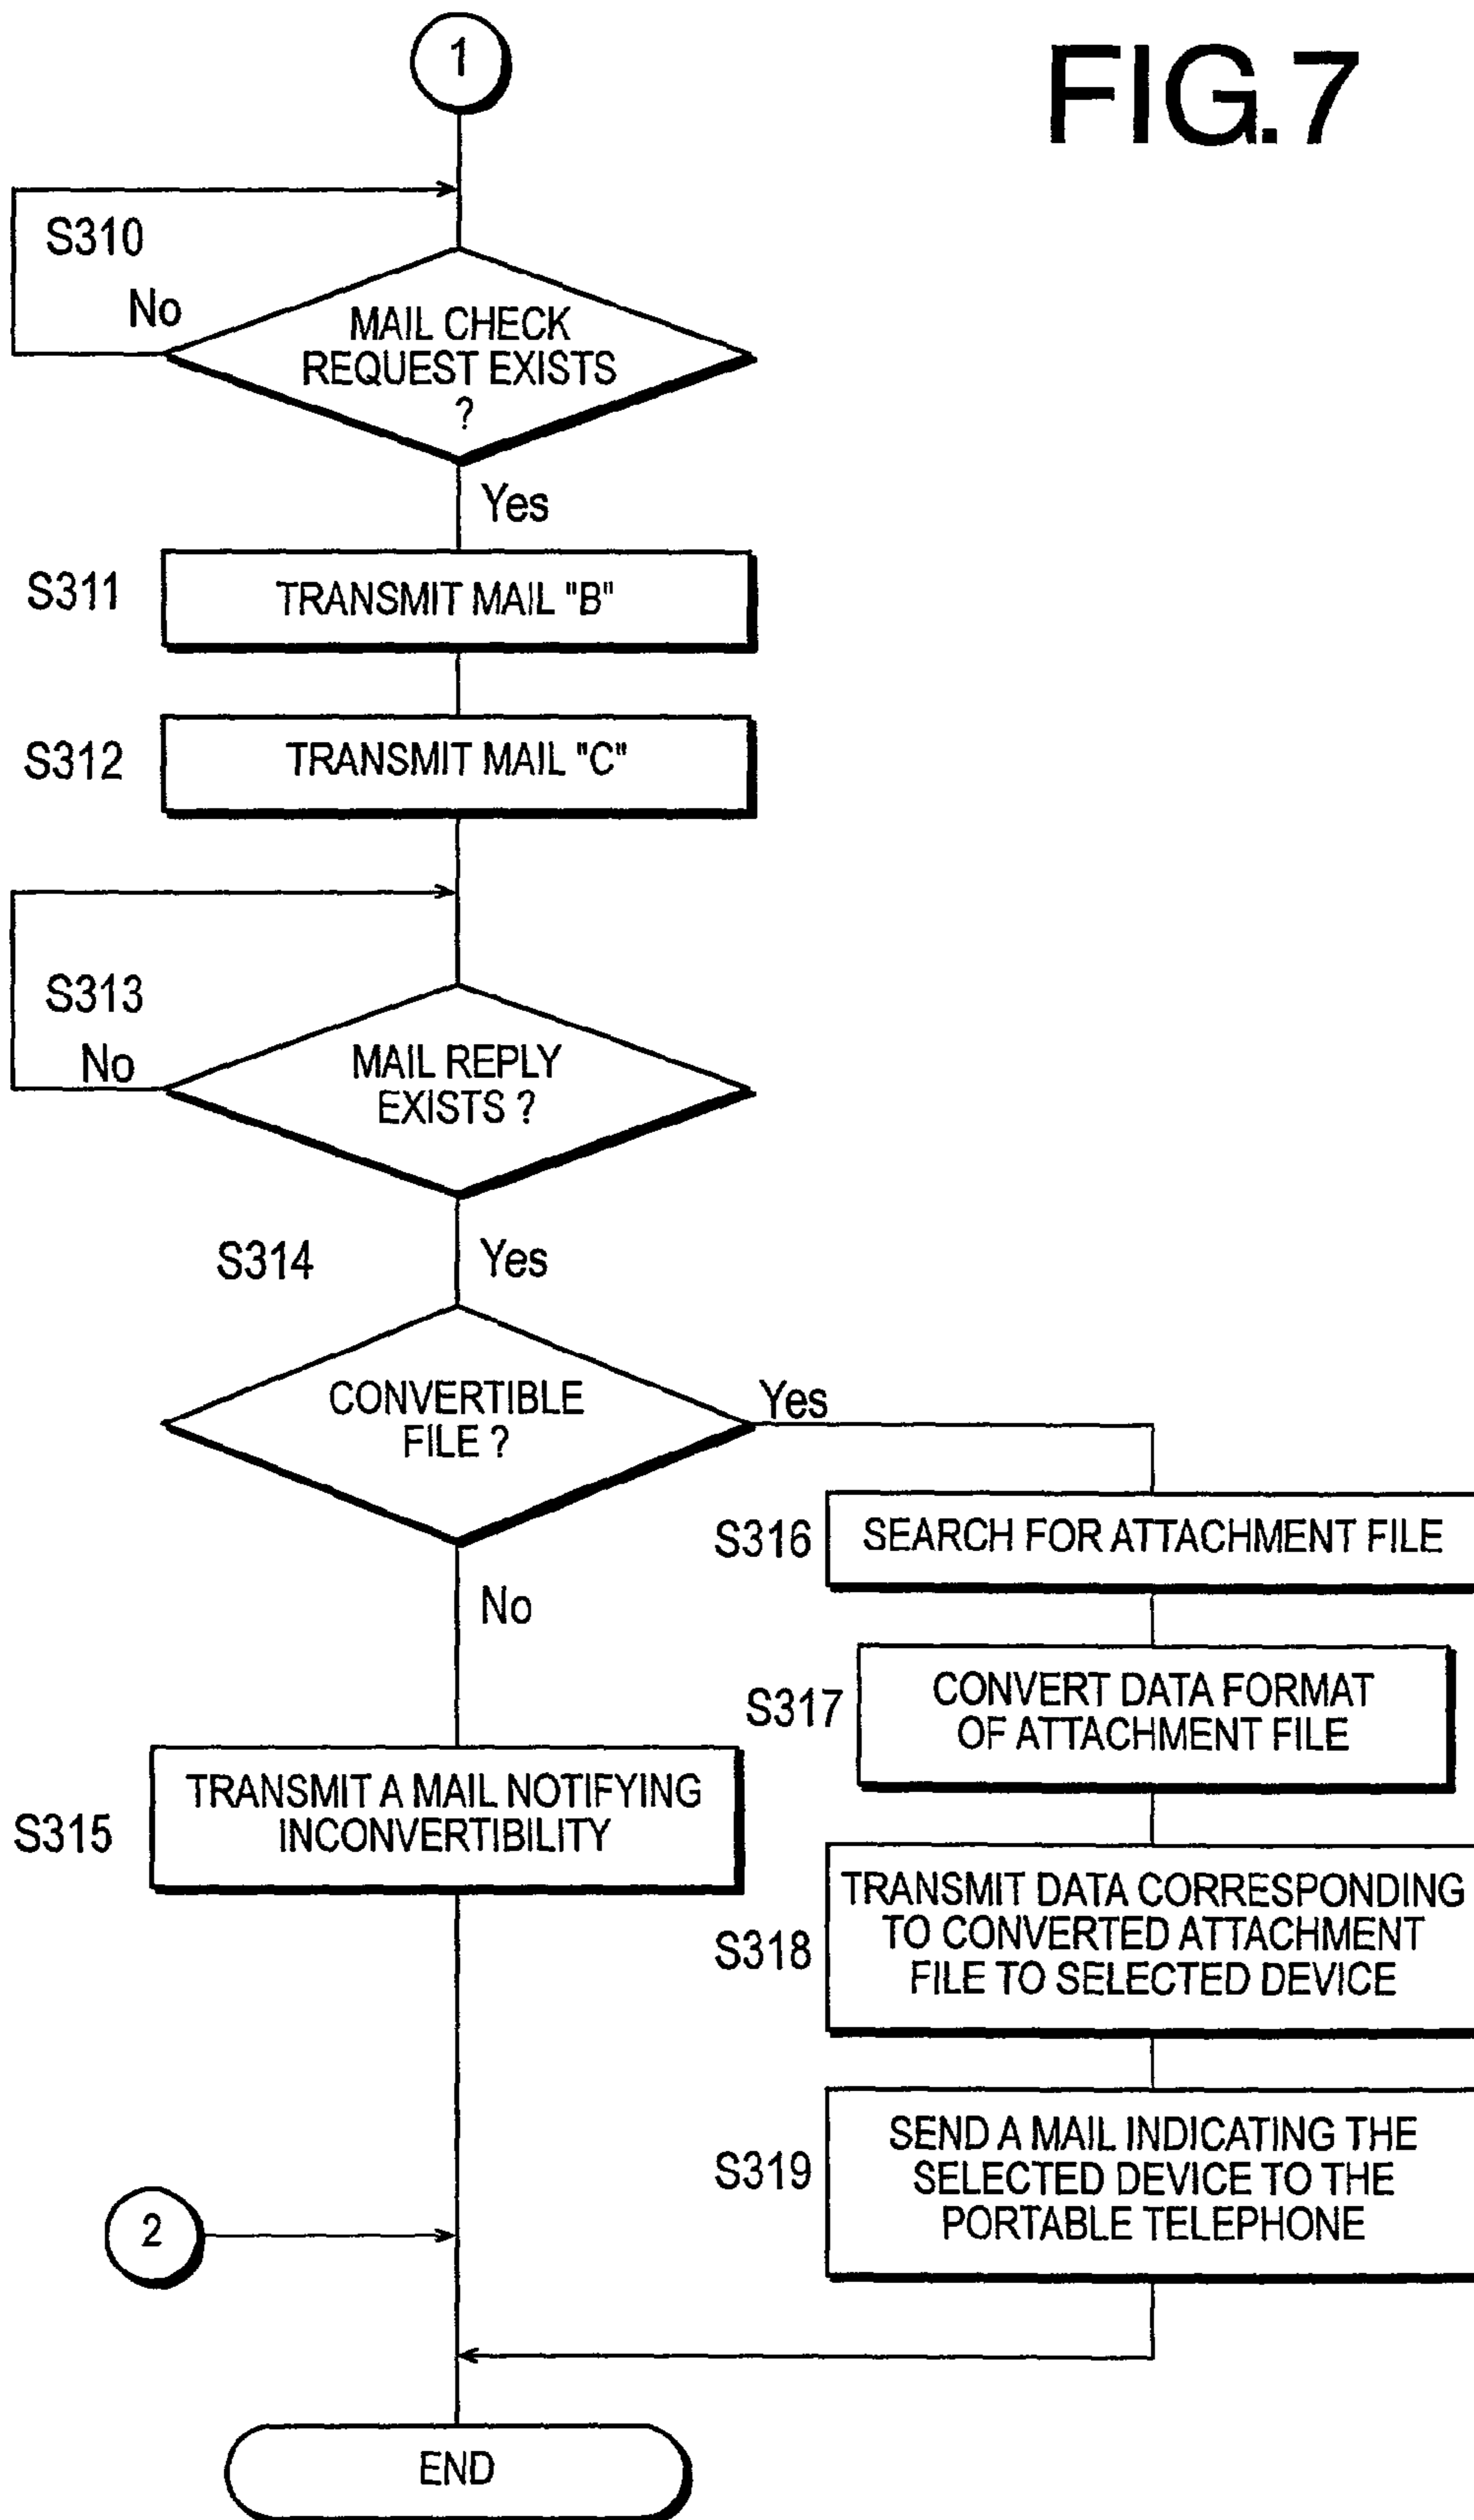 FIG.7
1
S310
No
MAIL CHECK
REQUEST EXISTS
?
Yes
S311
TRANSMIT MAIL "B"
S312
TRANSMIT MAIL "C"
S313
No
MAIL REPLY
EXISTS ?
S314
Yes
CONVERTIBLE
FILE ?
Yes
No
S316
SEARCH FOR ATTACHMENT FILE
S317
CONVERT DATA FORMAT
OF ATTACHMENT FILE
S315
TRANSMIT A MAIL NOTIFYING
INCONVERTIBILITY
S318
TRANSMIT DATA CORRESPONDING
TO CONVERTED ATTACHMENT
FILE TO SELECTED DEVICE
S319
SEND A MAIL INDICATING THE
SELECTED DEVICE TO THE
PORTABLE TELEPHONE
2
END